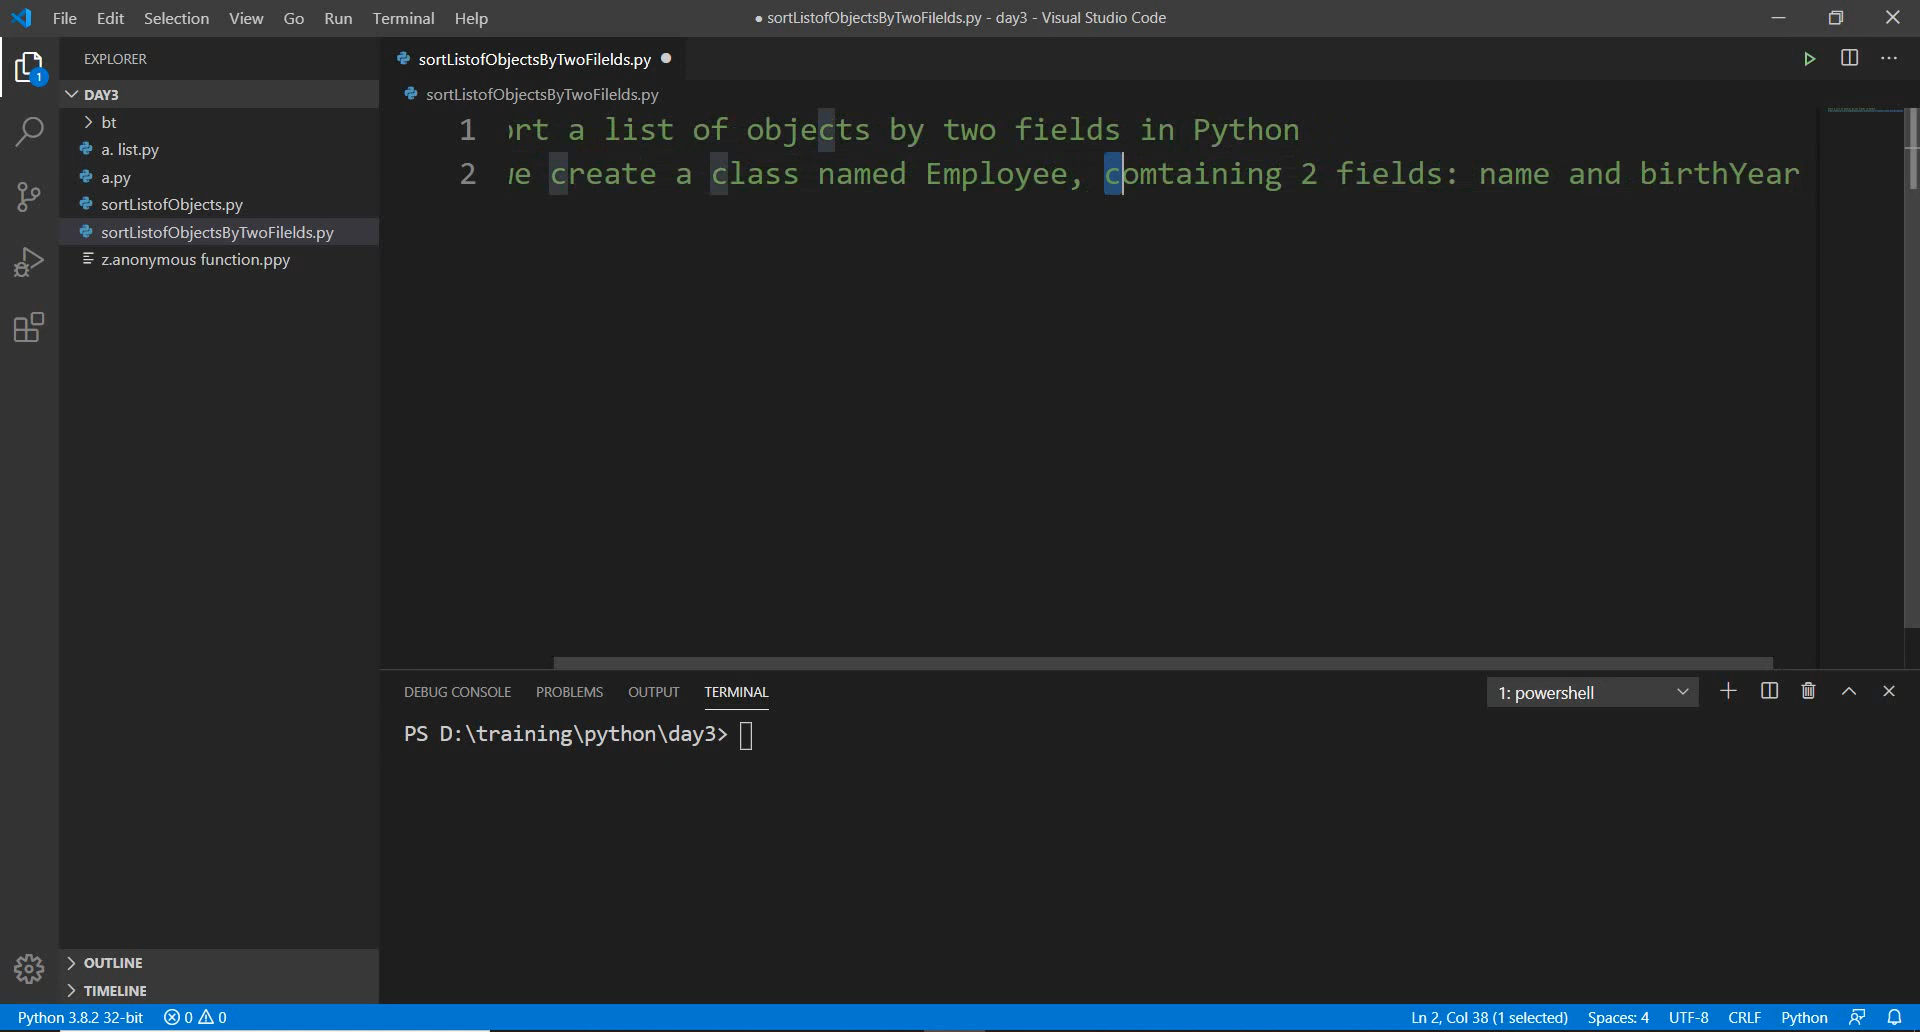 File Edit Selection View Go Run Terminal Help
● sortListofObjectsByTwoFilelds.py - day3 - Visual Studio Code
EXPLORER
1
DAY3
bt
a. list.py
a.py
sortListofObjects.py
sortListofObjectsByTwoFilelds.py
z.anonymous function.ppy
OUTLINE
TIMELINE
sortListofObjectsByTwoFilelds.py
sortListofObjectsByTwoFilelds.py
1 ort a list of objects by two fields in Python
2 we create a class named Employee, comtaining 2 fields: name and birthYear
DEBUG CONSOLE PROBLEMS OUTPUT TERMINAL
1: powershell
PS D:\training\python\day3>
Python 3.8.2 32-bit 0 0
Ln 2, Col 38 (1 selected) Spaces: 4 UTF-8 CRLF Python